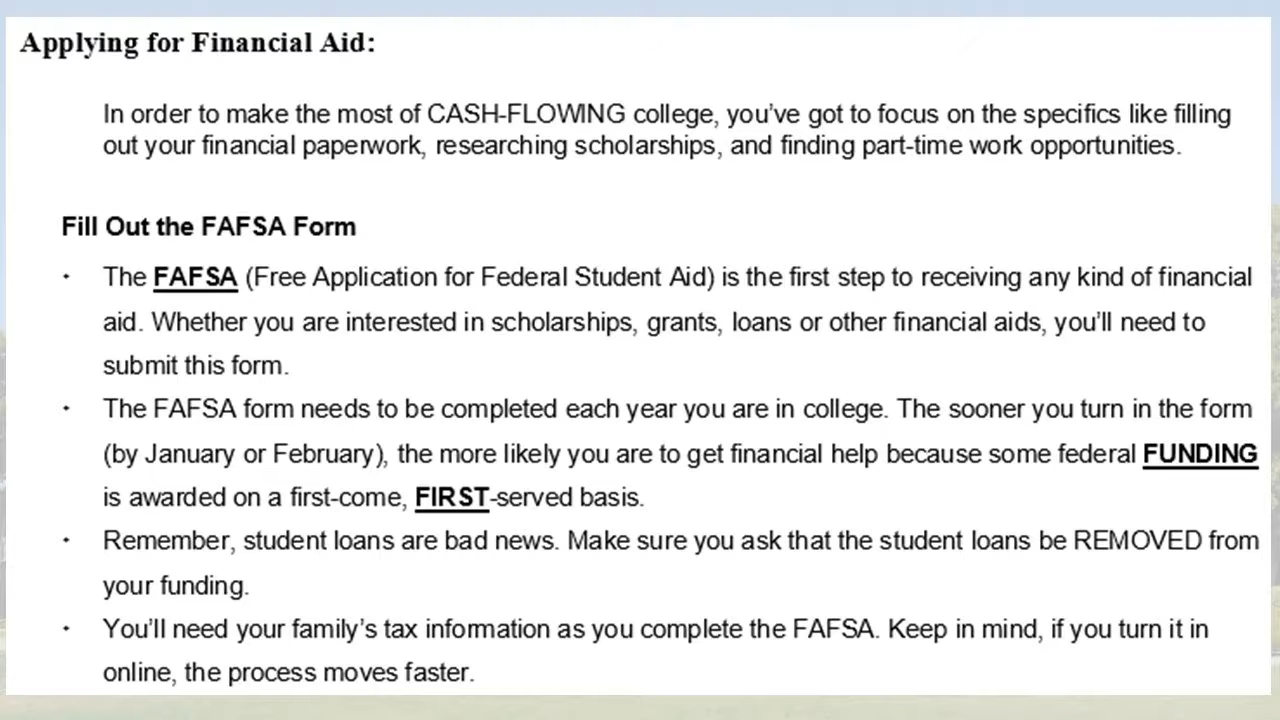 Applying for Financial Aid:
In order to make the most of CASH-FLOWING college, you've got to focus on the specifics like filling
out your financial paperwork, researching scholarships, and finding part-time work opportunities.
Fill Out the FAFSA Form
· The FAFSA (Free Application for Federal Student Aid) is the first step to receiving any kind of financial
aid. Whether you are interested in scholarships, grants, loans or other financial aids, you'll need to
submit this form.
· The FAFSA form needs to be completed each year you are in college. The sooner you turn in the form
(by January or February), the more likely you are to get financial help because some federal FUNDING
is awarded on a first-come, FIRST-served basis.
· Remember, student loans are bad news. Make sure you ask that the student loans be REMOVED from
your funding.
· You'll need your family's tax information as you complete the FAFSA. Keep in mind, if you turn it in
online, the process moves faster.